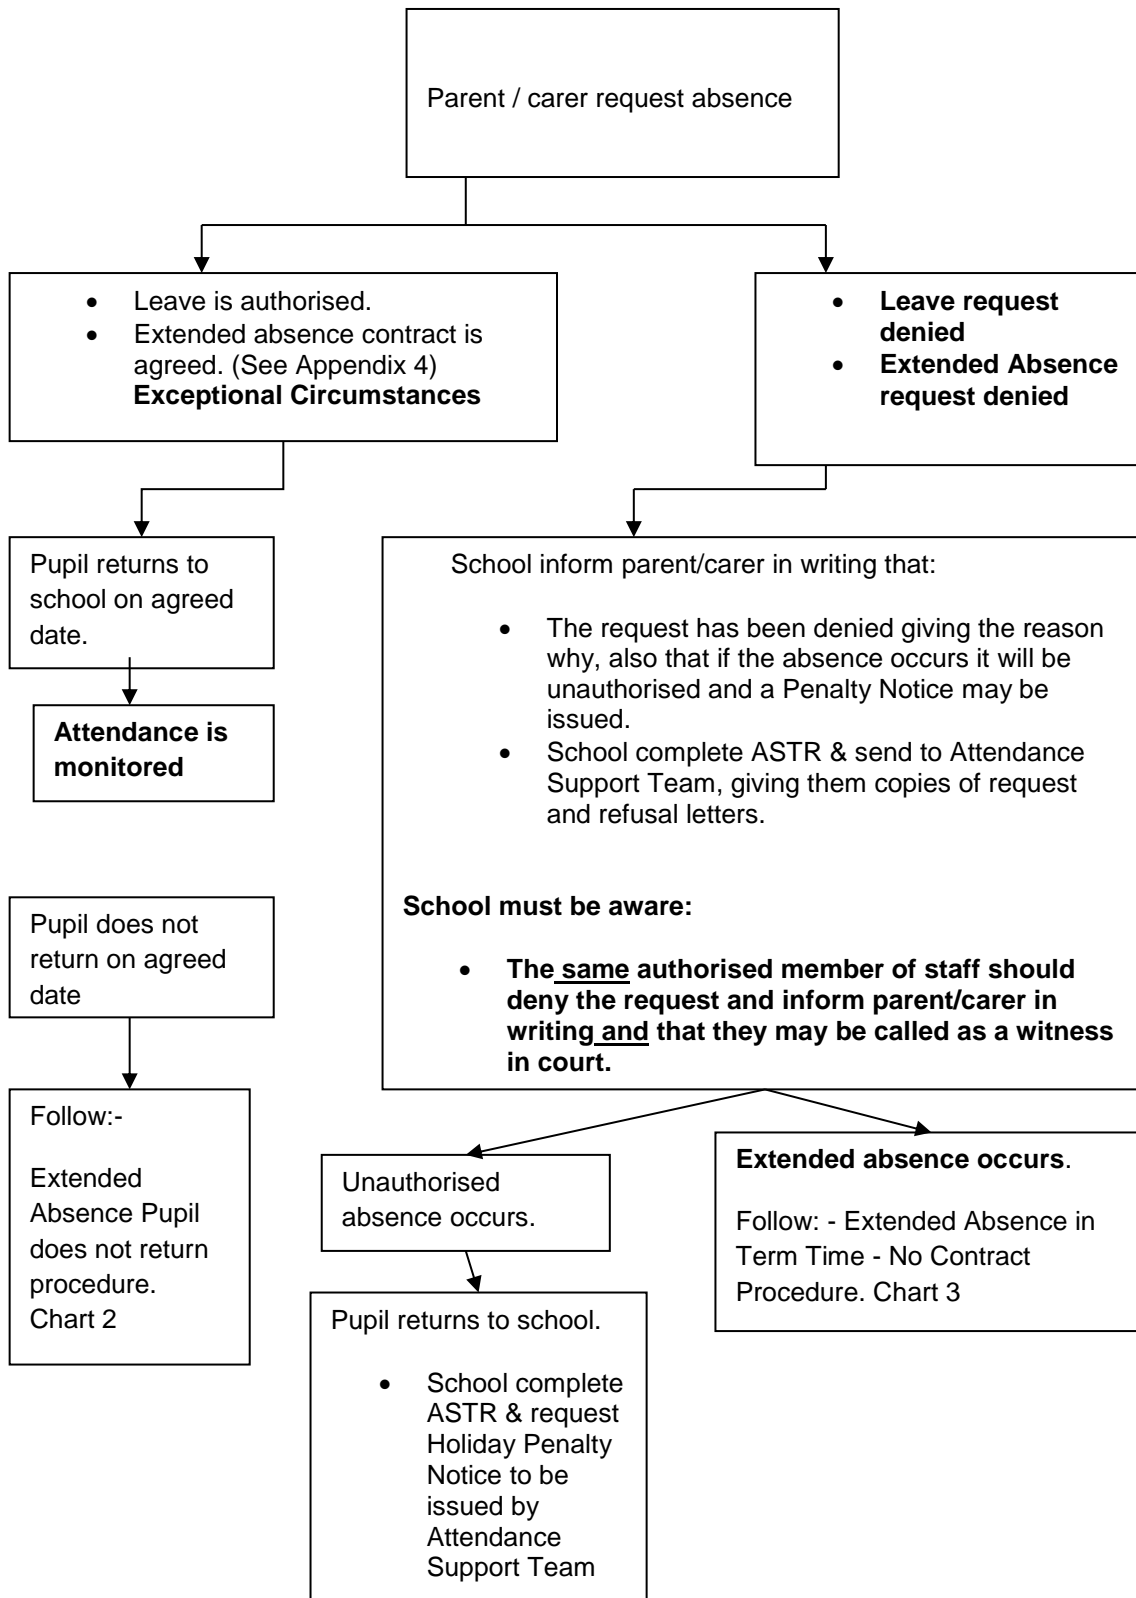 Parent / carer request absence
• Leave is authorised.
• Extended absence contract is
agreed. (See Appendix 4)
Exceptional Circumstances
• Leave request
denied
• Extended Absence
request denied
Pupil returns to
school on agreed
date.
Attendance is
monitored
Pupil does not
return on agreed
date
Follow:-
Extended
Absence Pupil
does not return
procedure.
Chart 2
School inform parent/carer in writing that:
• The request has been denied giving the reason
why, also that if the absence occurs it will be
unauthorised and a Penalty Notice may be
issued.
• School complete ASTR & send to Attendance
Support Team, giving them copies of request
and refusal letters.
School must be aware:
• The same authorised member of staff should
deny the request and inform parent/carer in
writing and that they may be called as a witness
in court.
Unauthorised
absence occurs.
Pupil returns to school.
• School complete
ASTR & request
Holiday Penalty
Notice to be
issued by
Attendance
Support Team
Extended absence occurs.
Follow: - Extended Absence in
Term Time - No Contract
Procedure. Chart 3